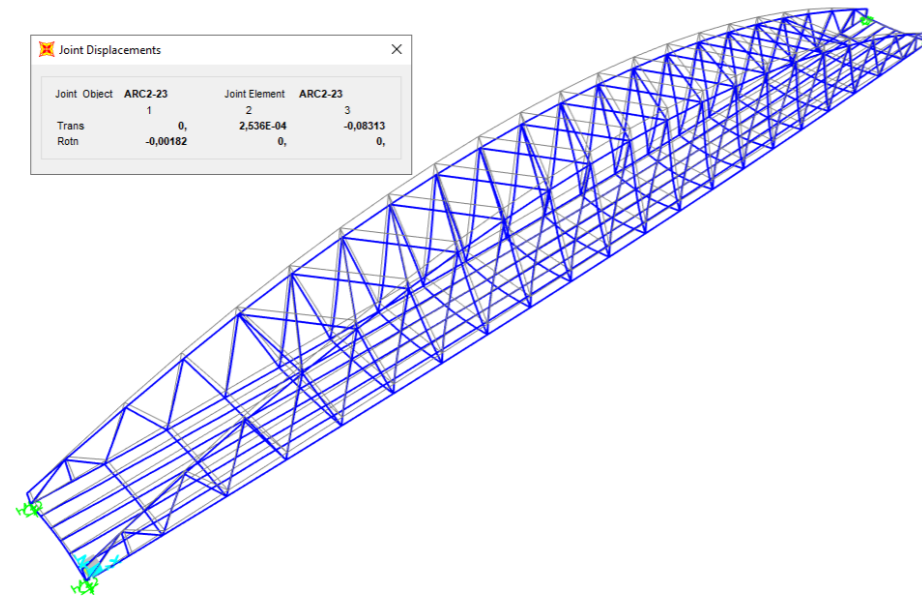 Joint Displacements
Joint Object ARC2-23 Joint Element ARC2-23
1 2 3
Trans 0, 2,536E-04 -0,08313
Rotn -0,00182 0, 0,